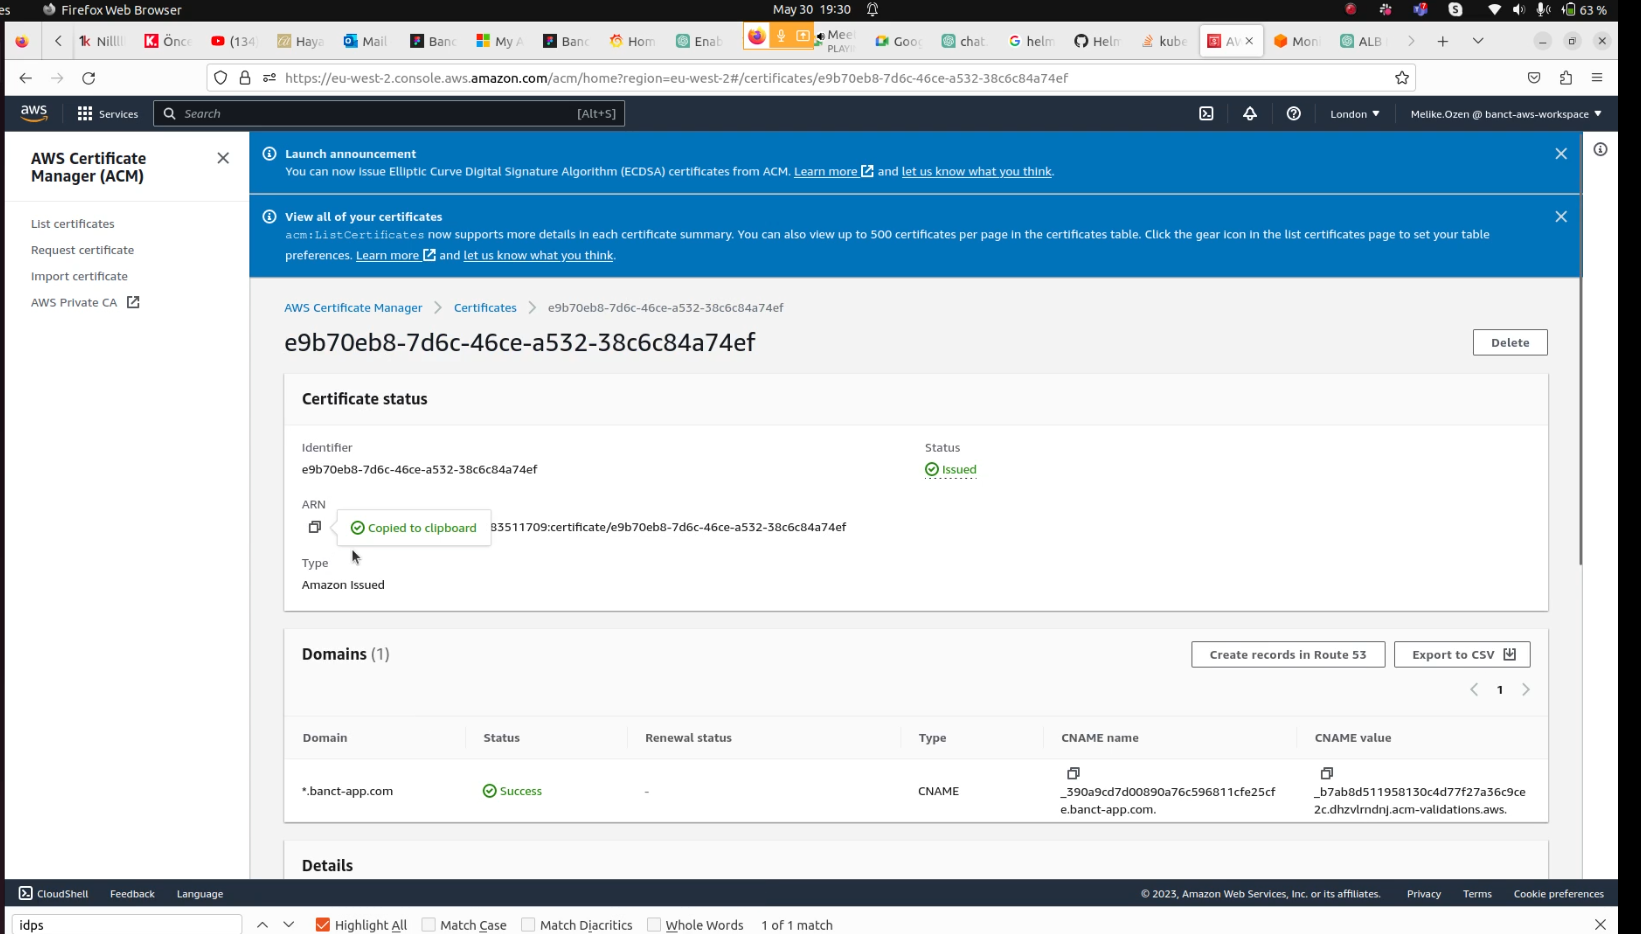 es
Firefox Web Browser
May 30 19:30
63 %
Nillll
Önce
(134)
Haya
Mail
Banc
My A
Banc
Hom
Enab
Mee
PLAYI
Goog
chat.
helm
Helm
kube
AV
Moni
ALB
https://eu-west-2.console.aws.amazon.com/acm/home?region=eu-west-2#/certificates/e9b70eb8-7d6c-46ce-a532-38c6c84a74ef
aws
Services
Search
[Alt+S]
London
Melike.Ozen @ banct-aws-workspace
AWS Certificate
Manager (ACM)
List certificates
Request certificate
Import certificate
AWS Private CA
Launch announcement
You can now issue Elliptic Curve Digital Signature Algorithm (ECDSA) certificates from ACM. Learn more and let us know what you think.
View all of your certificates
acm:ListCertificates now supports more details in each certificate summary. You can also view up to 500 certificates per page in the certificates table. Click the gear icon in the list certificates page to set your table
preferences. Learn more and let us know what you think.
AWS Certificate Manager > Certificates > e9b70eb8-7d6c-46ce-a532-38c6c84a74ef
e9b70eb8-7d6c-46ce-a532-38c6c84a74ef
Delete
Certificate status
Identifier
e9b70eb8-7d6c-46ce-a532-38c6c84a74ef
Status
Issued
ARN
Copied to clipboard
83511709:certificate/e9b70eb8-7d6c-46ce-a532-38c6c84a74ef
Type
Amazon Issued
Domains (1)
Create records in Route 53
Export to CSV
1
Domain
Status
Renewal status
Type
CNAME name
CNAME value
*.banct-app.com
Success
-
CNAME
_390a9cd7d00890a76c596811cfe25cf
e.banct-app.com.
_b7ab8d511958130c4d77f27a36c9ce
2c.dhzvlrndnj.acm-validations.aws.
Details
CloudShell
Feedback
Language
© 2023, Amazon Web Services, Inc. or its affiliates.
Privacy
Terms
Cookie preferences
idps
Highlight All
Match Case
Match Diacritics
Whole Words
1 of 1 match